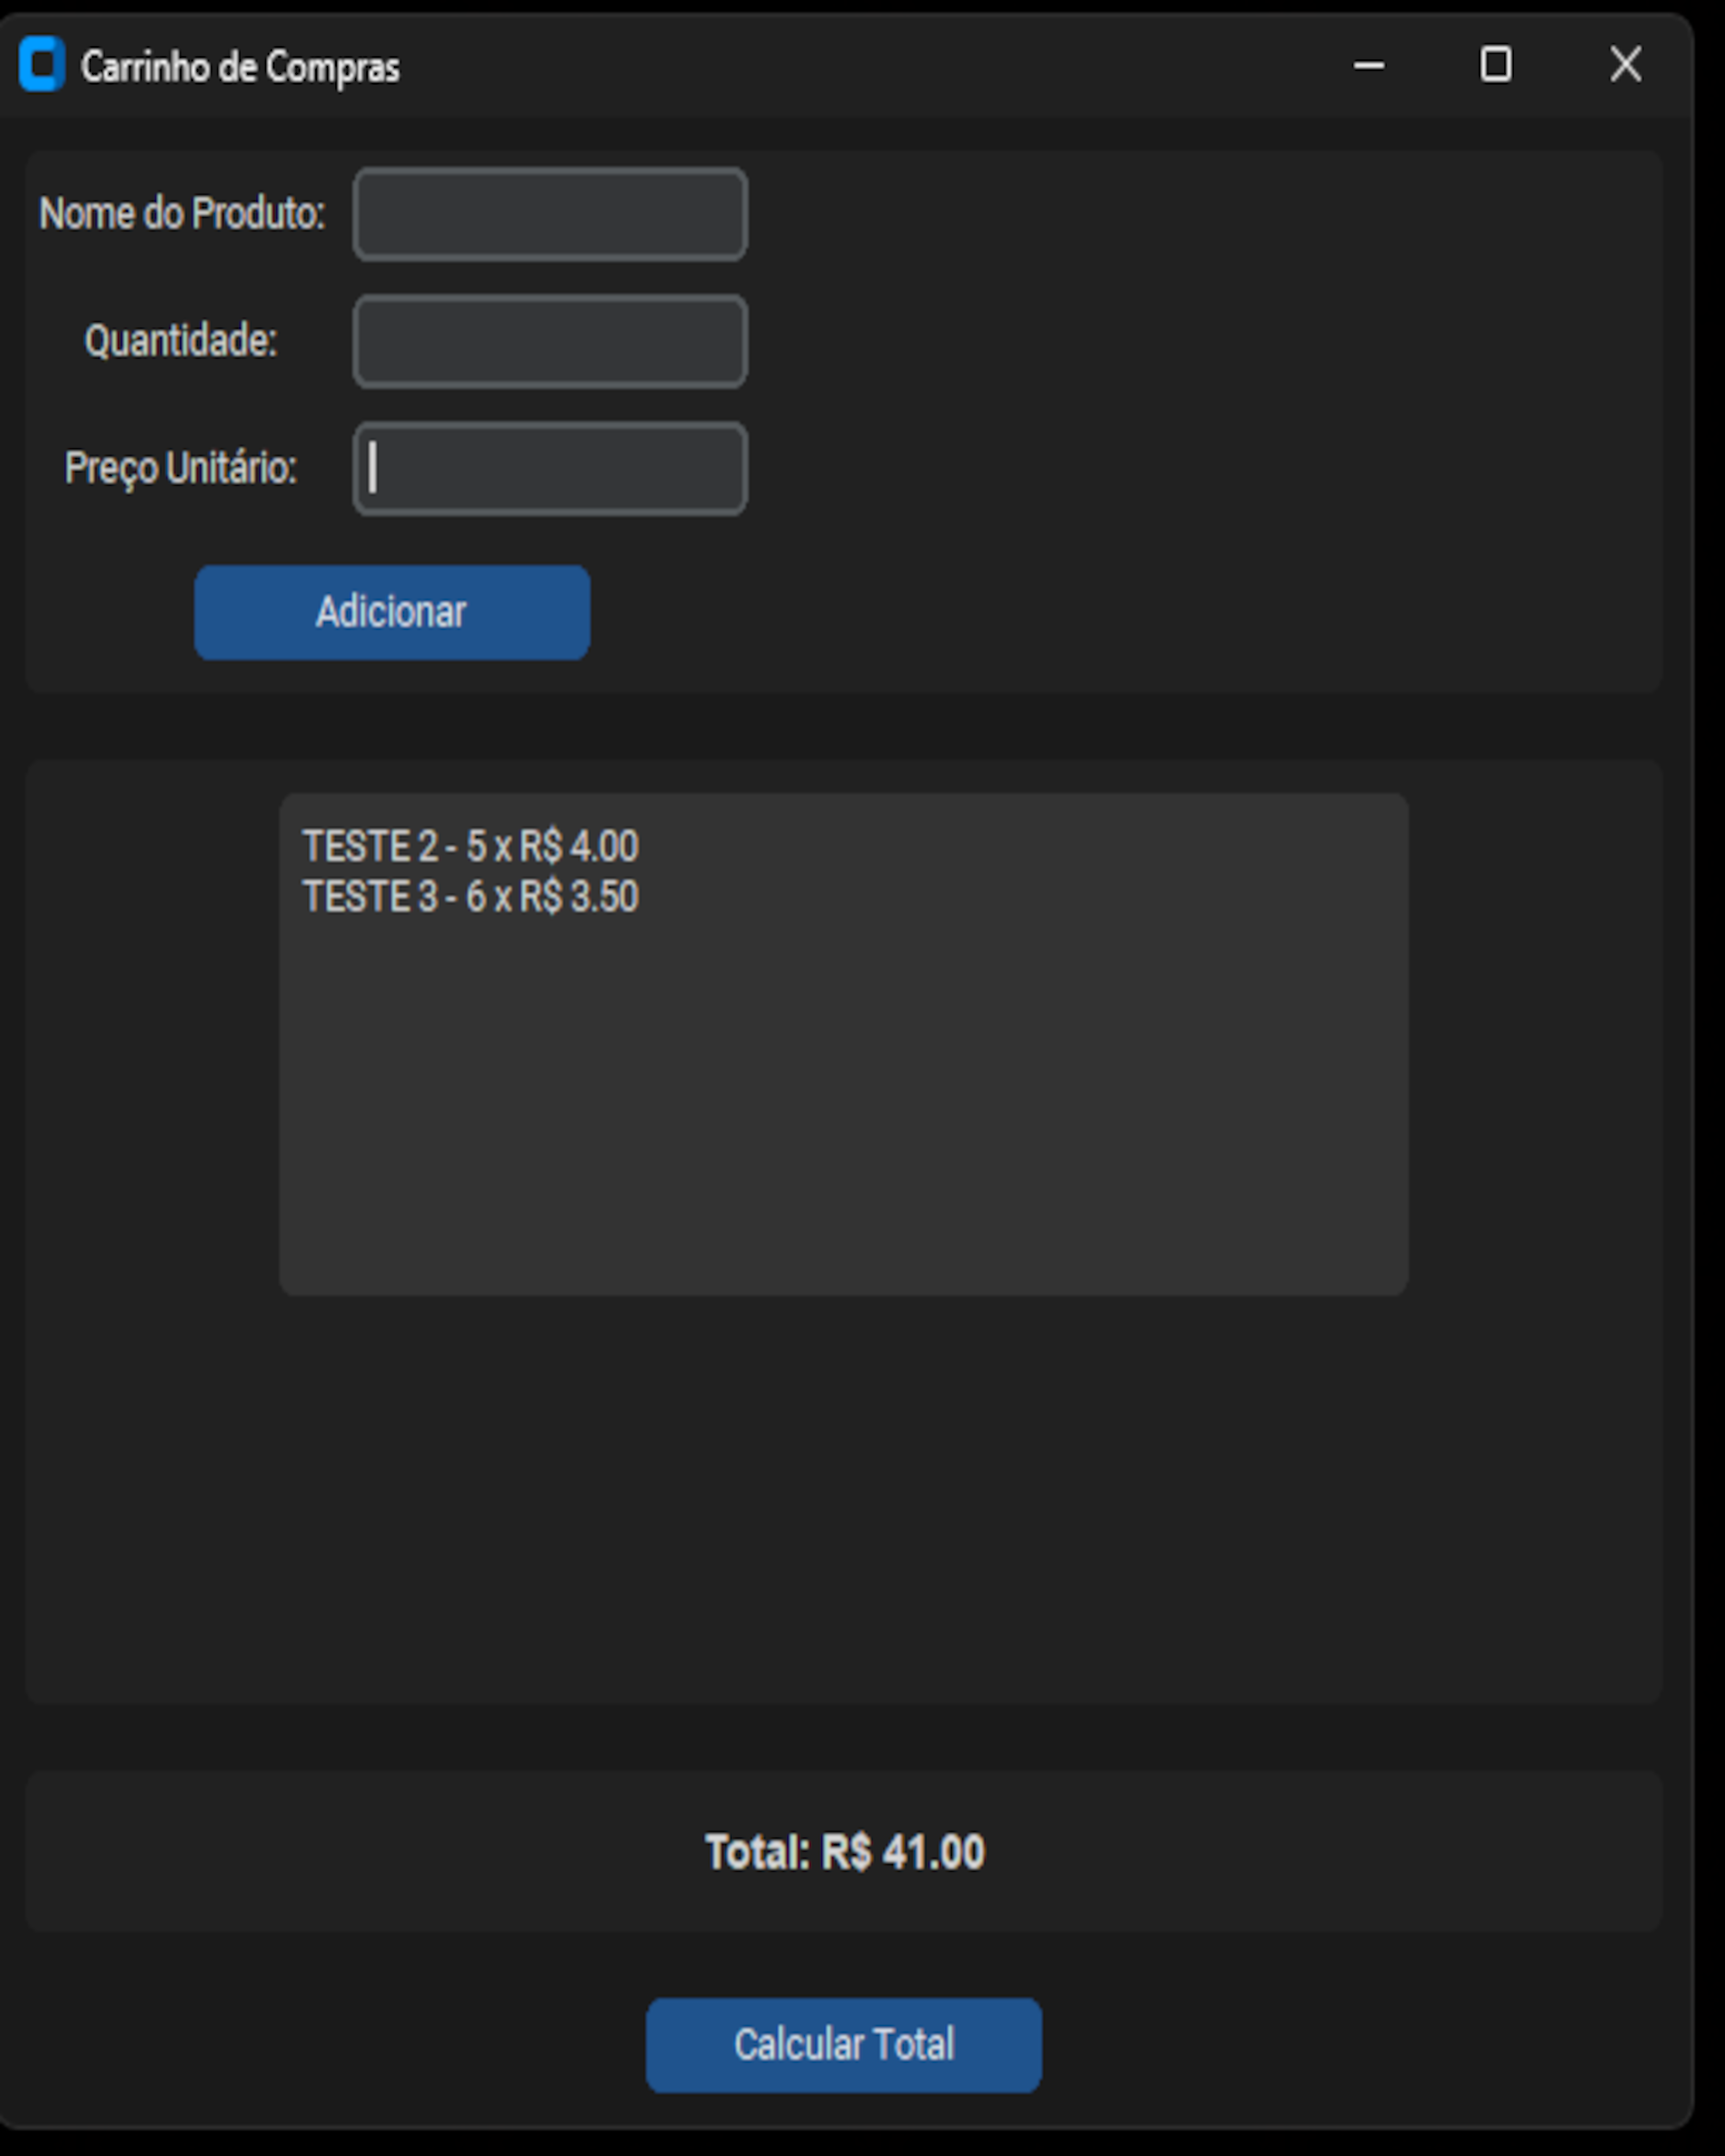 Carrinho de Compras
Nome do Produto:
Quantidade:
Preço Unitário:
Adicionar
TESTE 2 - 5 x R$ 4.00
TESTE 3 - 6 x R$ 3.50
Total: R$ 41.00
Calcular Total